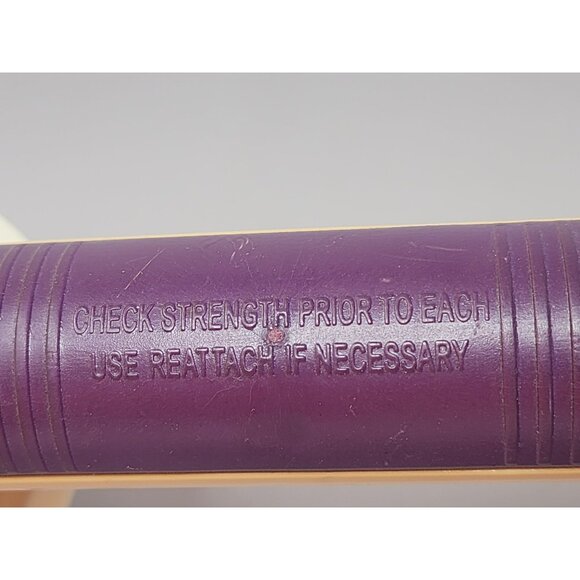 CHECK STRENGTH PRIOR TO EACH
USE REATTACH IF NECESSARY